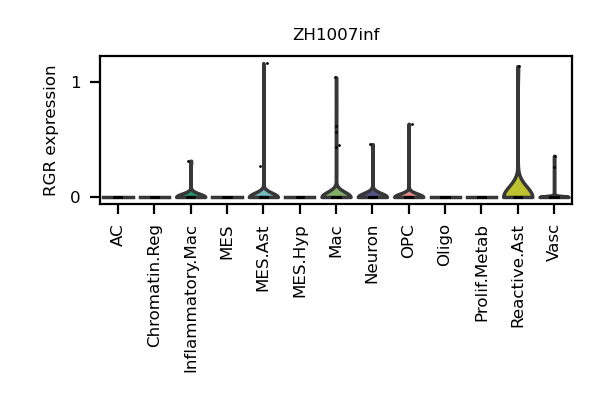 ZH1007inf
RGR expression
1
0
AC
Chromatin.Reg
Inflammatory.Mac
MES
MES.Ast
MES.Hyp
Mac
Neuron
OPC
Oligo
Prolif.Metab
Reactive.Ast
Vasc